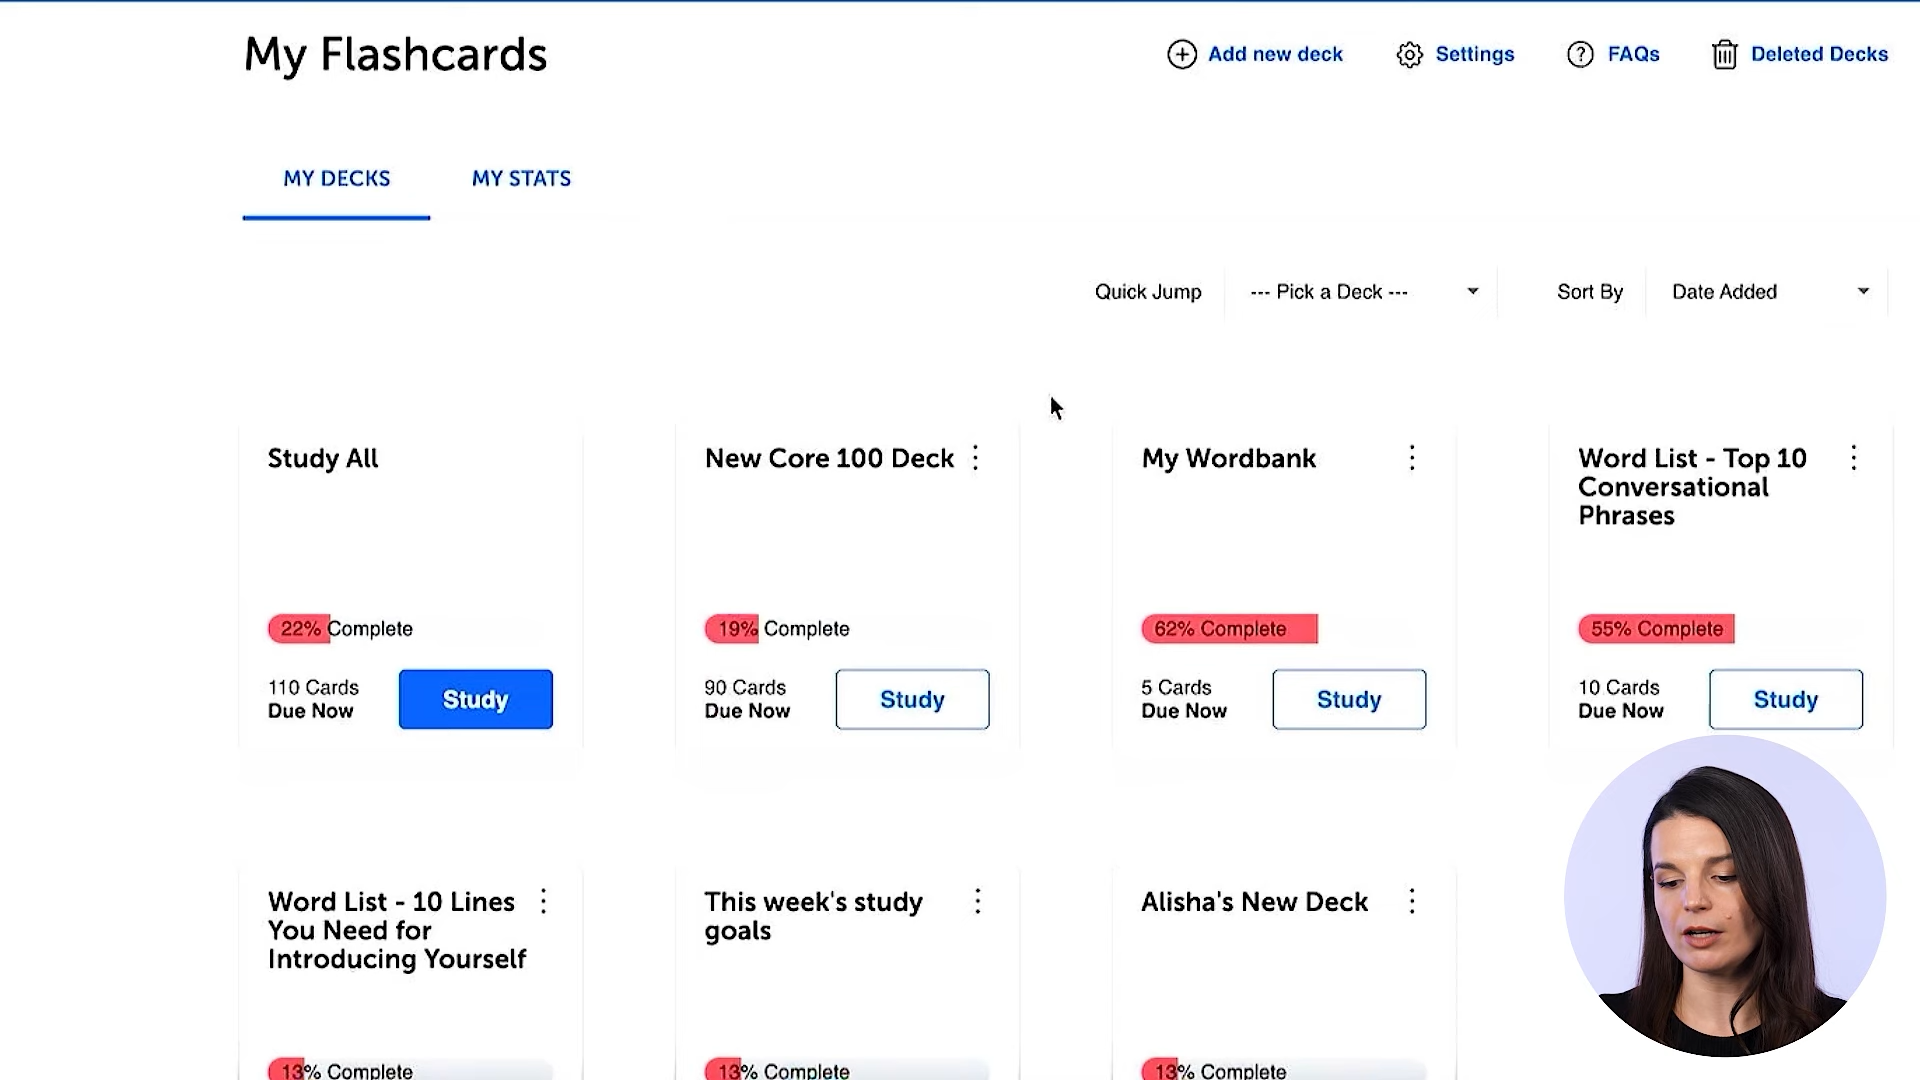 My Flashcards
Add new deck
Settings
FAQs
Deleted Decks
MY DECKS
MY STATS
Quick Jump
--- Pick a Deck ---
Sort By
Date Added
Study All
22% Complete
110 Cards
Due Now
Study
New Core 100 Deck
19% Complete
90 Cards
Due Now
Study
My Wordbank
62% Complete
5 Cards
Due Now
Study
Word List - Top 10
Conversational
Phrases
55% Complete
10 Cards
Due Now
Study
Word List - 10 Lines
You Need for
Introducing Yourself
13% Complete
This week's study
goals
13% Complete
Alisha's New Deck
13% Complete